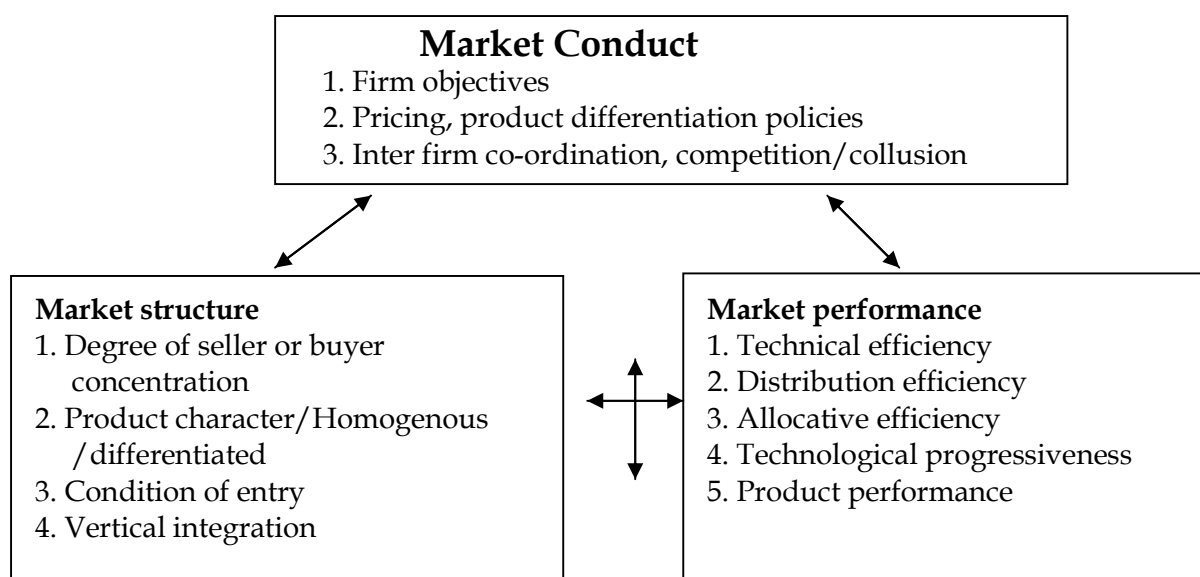 Market Conduct
1. Firm objectives
2. Pricing, product differentiation policies
3. Inter firm co-ordination, competition/collusion
Market structure
1. Degree of seller or buyer
concentration
2. Product character/Homogenous
/differentiated
3. Condition of entry
4. Vertical integration
Market performance
1. Technical efficiency
2. Distribution efficiency
3. Allocative efficiency
4. Technological progressiveness
5. Product performance